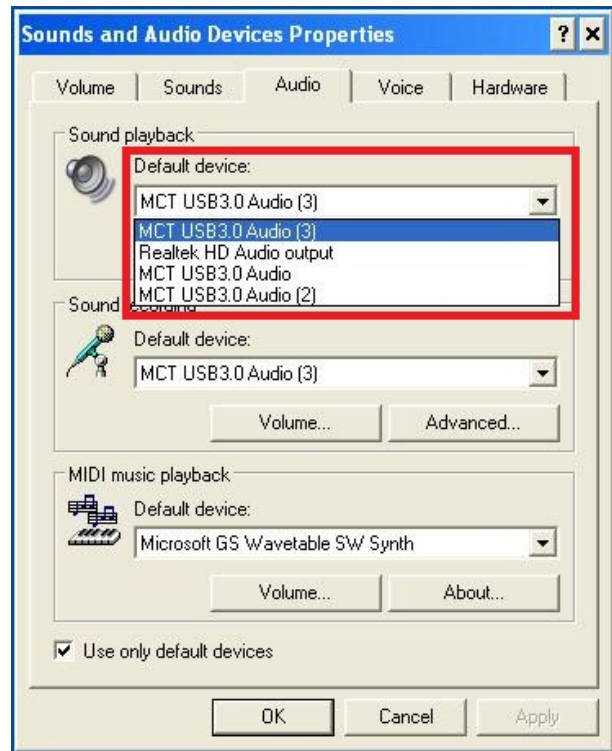 Sounds and Audio Devices Properties
Volume Sounds Audio Voice Hardware
Sound playback
Default device:
MCT USB3.0 Audio (3)
MCT USB3.0 Audio (3)
Realtek HD Audio output
MCT USB3.0 Audio
MCT USB3.0 Audio (2)
Sound recording
Default device:
MCT USB3.0 Audio (3)
Volume... Advanced...
MIDI music playback
Default device:
Microsoft GS Wavetable SW Synth
Volume... About...
Use only default devices
OK Cancel Apply